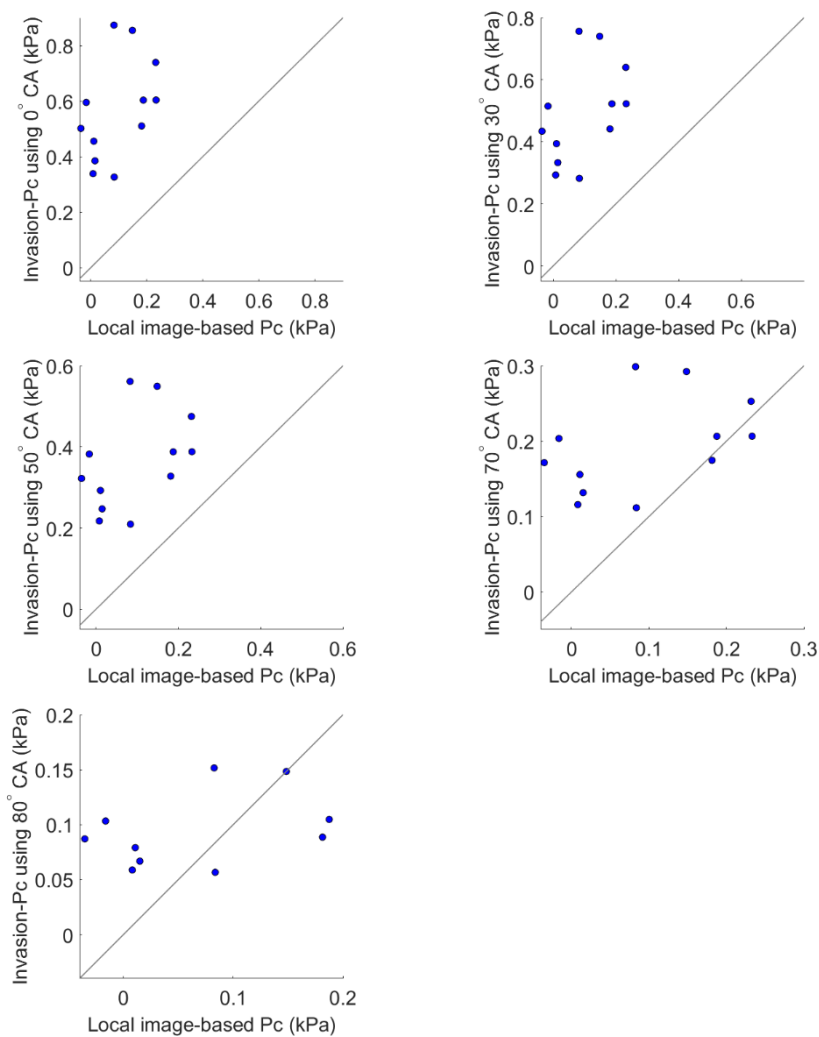 Invasion-Pc using 0° CA (kPa)
0.8
0.6
0.4
0.2
0
0 0.2 0.4 0.6 0.8
Local image-based Pc (kPa)
Invasion-Pc using 30° CA (kPa)
0.8
0.6
0.4
0.2
0
0 0.2 0.4 0.6
Local image-based Pc (kPa)
Invasion-Pc using 50° CA (kPa)
0.6
0.4
0.2
0
0 0.2 0.4 0.6
Local image-based Pc (kPa)
Invasion-Pc using 70° CA (kPa)
0.3
0.2
0.1
0
0 0.1 0.2 0.3
Local image-based Pc (kPa)
Invasion-Pc using 80° CA (kPa)
0.2
0.15
0.1
0.05
0
0 0.1 0.2
Local image-based Pc (kPa)